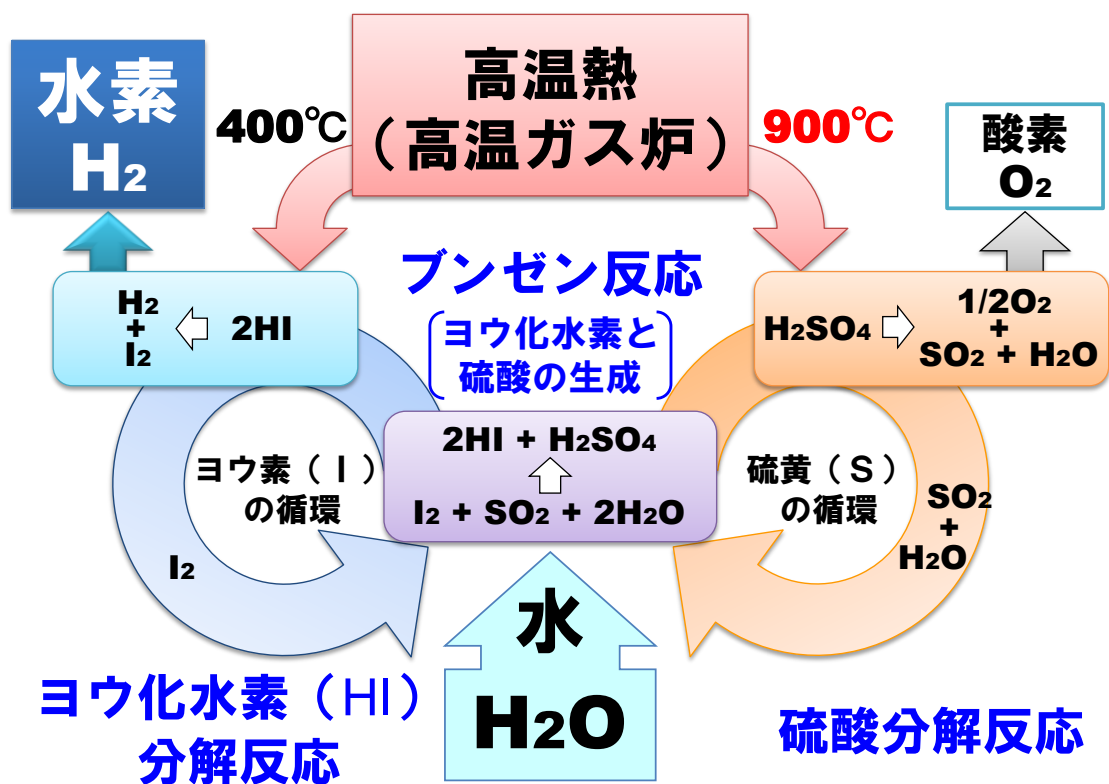 水素
H₂
400℃
高温熱
（高温ガス炉）
900℃
酸素
O₂
H₂
+
I₂
2HI
ブンゼン反応
ヨウ化水素と
硫酸の生成
H₂SO₄
1/2O₂
+
SO₂ + H₂O
2HI + H₂SO₄
I₂ + SO₂ + 2H₂O
ヨウ素（I）
の循環
I₂
硫黄（S）
の循環
SO₂
+
H₂O
水
H₂O
ヨウ化水素（HI）
分解反応
硫酸分解反応